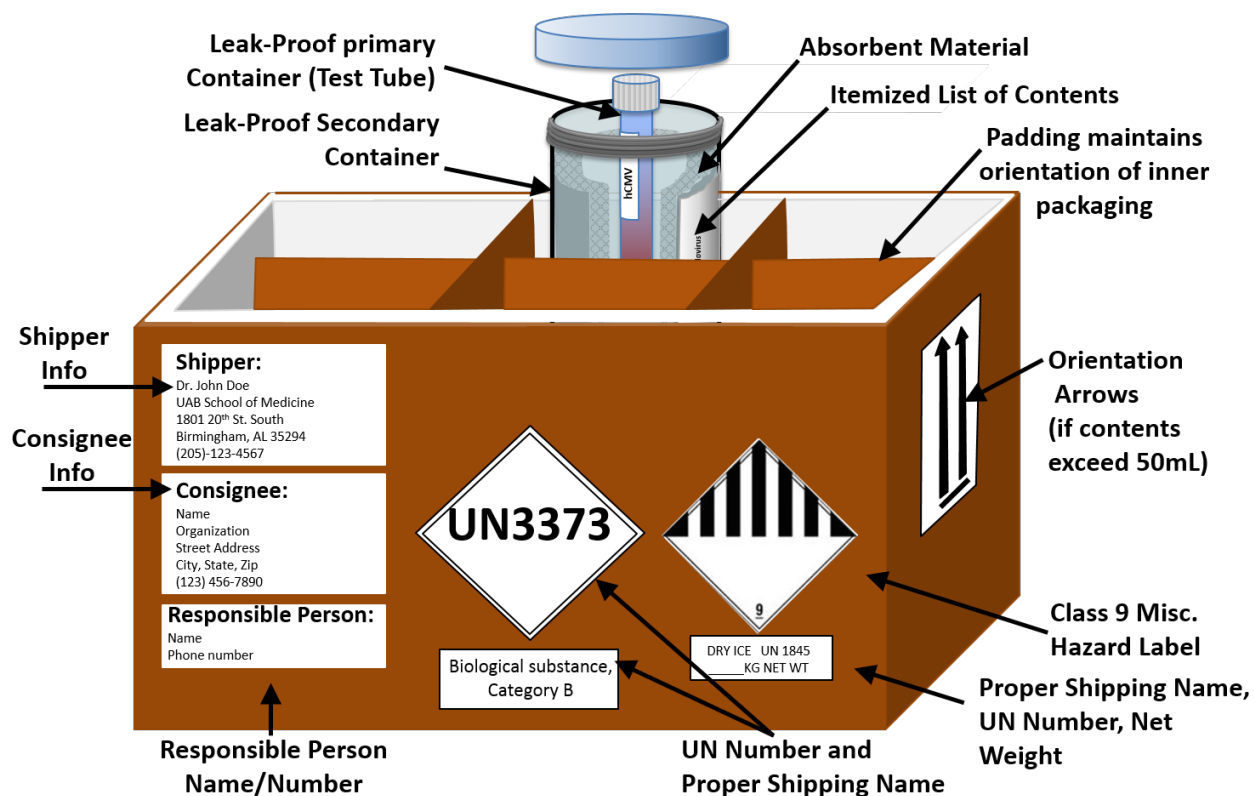 Leak-Proof primary
Container (Test Tube)
Absorbent Material
Itemized List of Contents
Leak-Proof Secondary
Container
Padding maintains
orientation of inner
packaging
hCMV
Shipper
Info
Shipper:
Dr. John Doe
UAB School of Medicine
1801 20th St. South
Birmingham, AL 35294
(205)-123-4567
Consignee
Info
Consignee:
Name
Organization
Street Address
City, State, Zip
(123) 456-7890
Responsible Person:
Name
Phone number
UN3373
Biological substance,
Category B
9
DRY ICE UN 1845
_____KG NET WT
Orientation
Arrows
(if contents
exceed 50mL)
Class 9 Misc.
Hazard Label
Proper Shipping Name,
UN Number, Net
Weight
Responsible Person
Name/Number
UN Number and
Proper Shipping Name